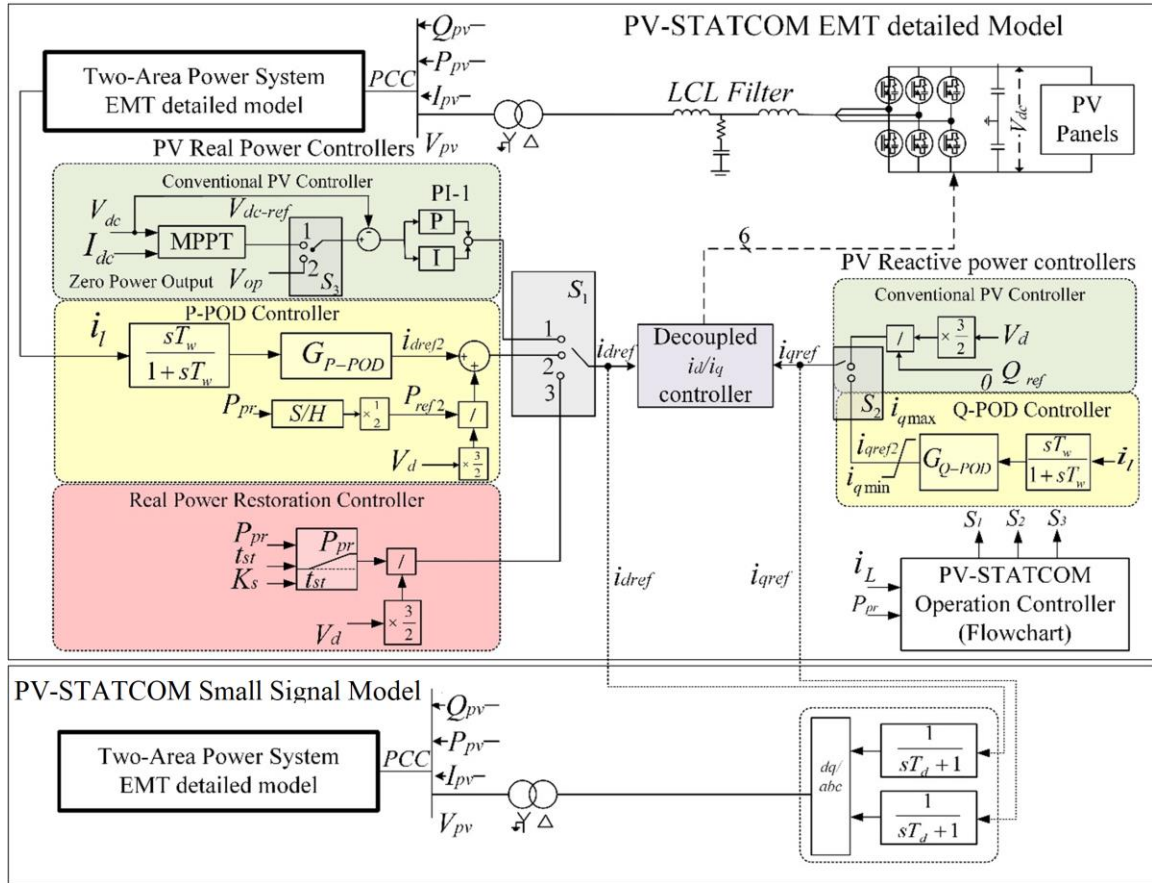 PV-STATCOM EMT detailed Model
Two-Area Power System
EMT detailed model
PCC
Qpv
Ppv
Ipv
Vpv
LCL Filter
Vdc
PV
Panels
PV Real Power Controllers
Conventional PV Controller
Vdc
Idc
MPPT
Vdc-ref
1
2
S3
PI-1
P
I
Zero Power Output
Vop
P-POD Controller
il
sTw
1+sTw
GP-POD
idref2
Ppr
S/H
× 1/2
Pref2
/
Vd
× 3/2
Real Power Restoration Controller
Ppr
tst
Ks
Ppr
tst
/
Vd
× 3/2
S1
1
2
3
idref
Decoupled
id/iq
controller
iqref
6
PV Reactive power controllers
Conventional PV Controller
/
× 3/2
Vd
0
Qref
S2
iqmax
Q-POD Controller
iqref2
iqmin
GQ-POD
sTw
1+sTw
il
S1 S2 S3
iL
Ppr
PV-STATCOM
Operation Controller
(Flowchart)
idref
iqref
PV-STATCOM Small Signal Model
Two-Area Power System
EMT detailed model
PCC
Qpv
Ppv
Ipv
Vpv
dq/
abc
1
sTd+1
1
sTd+1